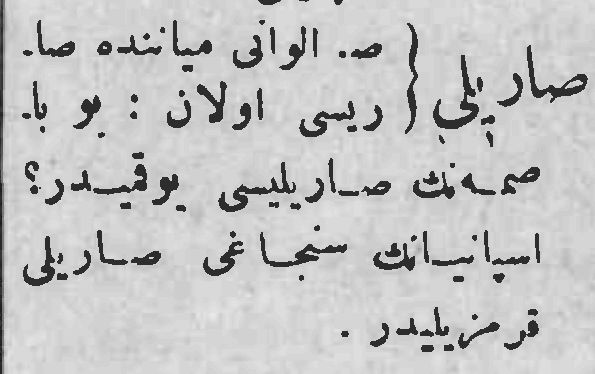 صاریلی { ص. الوانی میاننده صا-
ریسی اولان : بو با-
صمه‌نك صاریلیسی یوقیدر؟
اسپانیانك سنجاغی صاریلی
قرمزیلیدر .